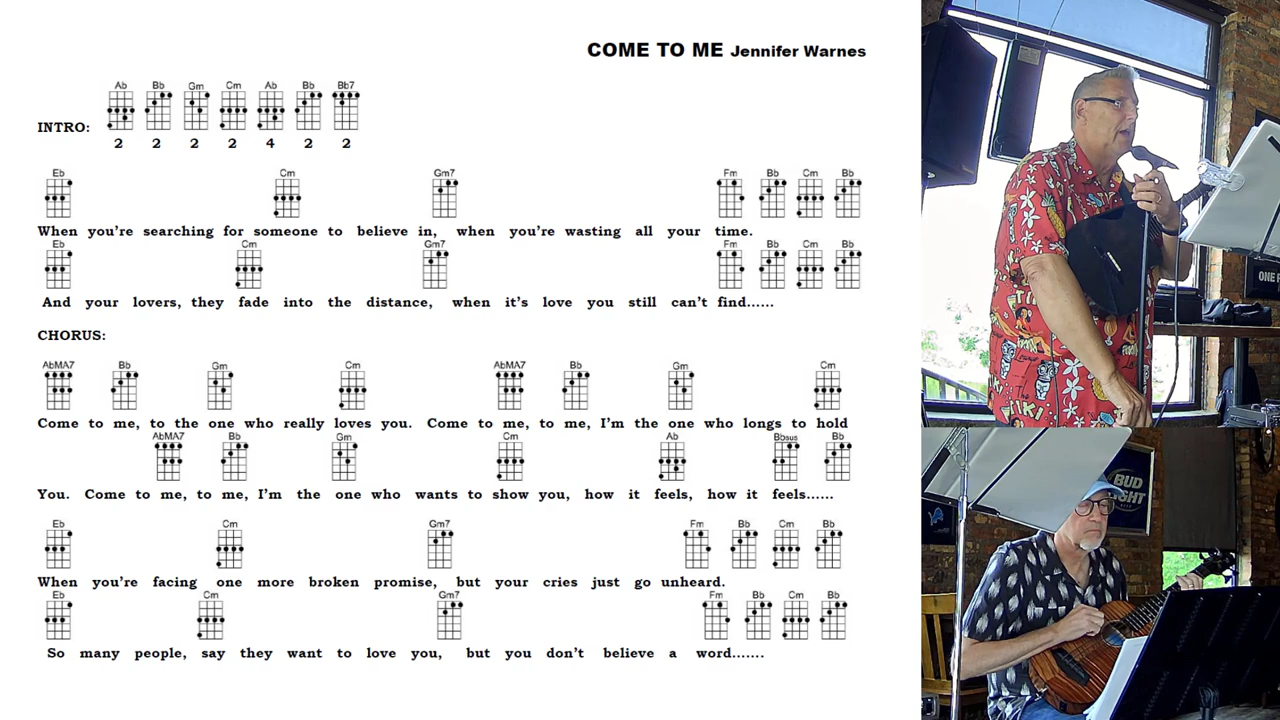 COME TO ME Jennifer Warnes
Ab Bb Gm Cm Ab Bb Bb7
INTRO:
2 2 2 2 4 2 2
Eb Cm Gm7 Fm Bb Cm Bb
When you're searching for someone to believe in, when you're wasting all your time.
Eb Cm Gm7 Fm Bb Cm Bb
And your lovers, they fade into the distance, when it's love you still can't find......
CHORUS:
AbMA7 Bb Gm Cm AbMA7 Bb Gm Cm
Come to me, to the one who really loves you. Come to me, to me, I'm the one who longs to hold
AbMA7 Bb Gm Cm Ab Bbsus Bb
You. Come to me, to me, I'm the one who wants to show you, how it feels, how it feels......
Eb Cm Gm7 Fm Bb Cm Bb
When you're facing one more broken promise, but your cries just go unheard.
Eb Cm Gm7 Fm Bb Cm Bb
So many people, say they want to love you, but you don't believe a word.......
ONE
BUD
LIGHT